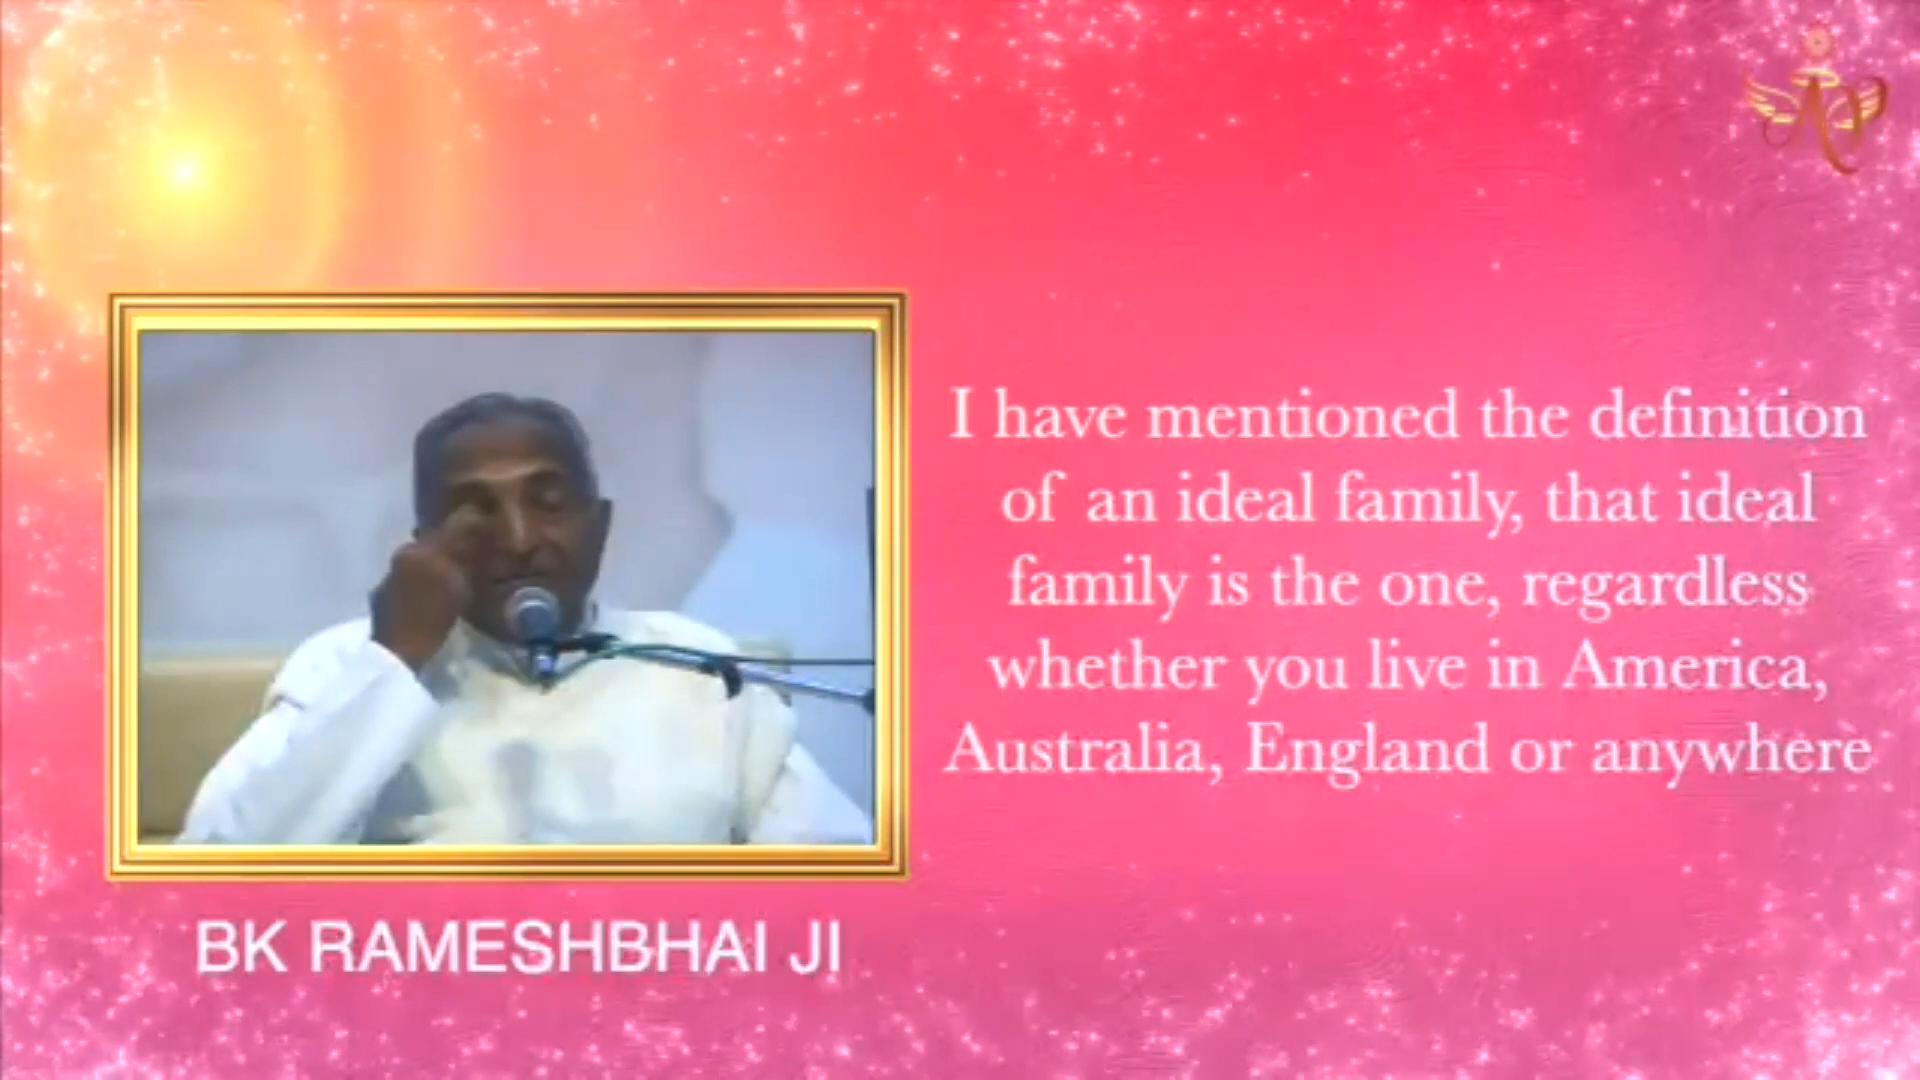 I have mentioned the definition
of an ideal family, that ideal
family is the one, regardless
whether you live in America,
Australia, England or anywhere
BK RAMESHBHAI JI